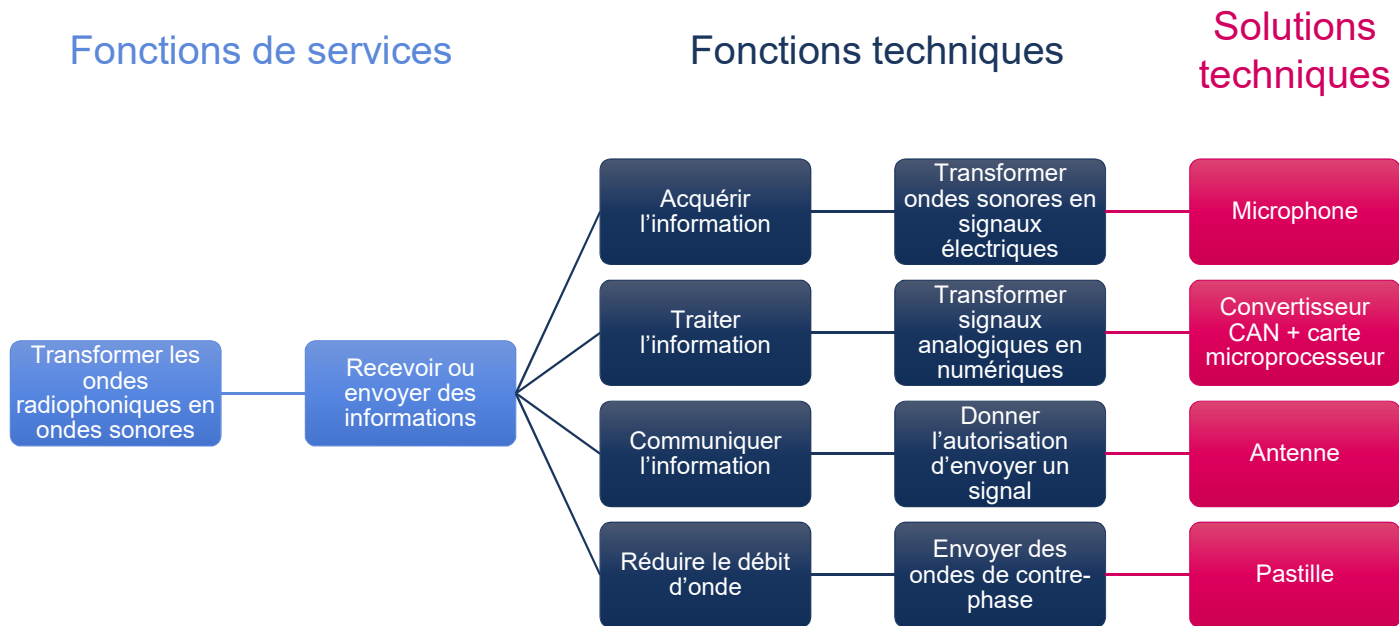 Fonctions de services
Fonctions techniques
Solutions
techniques
Transformer les
ondes
radiophoniques en
ondes sonores
Recevoir ou
envoyer des
informations
Acquérir
l’information
Transformer
ondes sonores en
signaux
électriques
Microphone
Traiter
l’information
Transformer
signaux
analogiques en
numériques
Convertisseur
CAN + carte
microprocesseur
Communiquer
l’information
Donner
l’autorisation
d’envoyer un
signal
Antenne
Réduire le débit
d’onde
Envoyer des
ondes de contre-
phase
Pastille